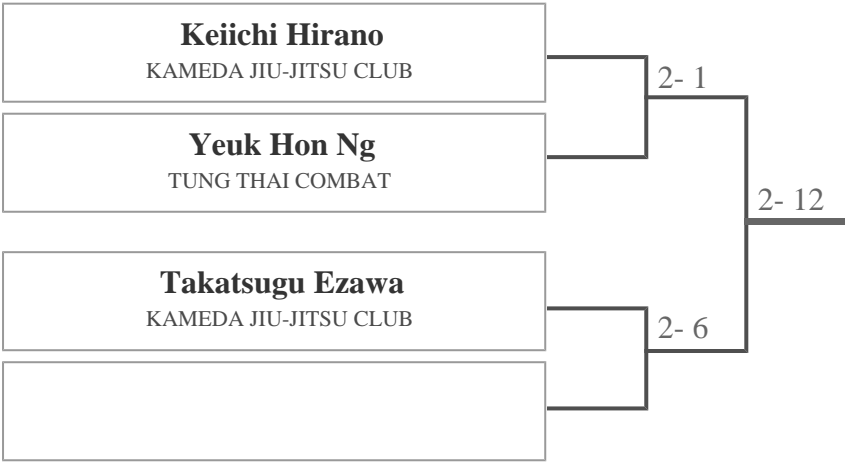 Keiichi Hirano
KAMEDA JIU-JITSU CLUB
2- 1
Yeuk Hon Ng
TUNG THAI COMBAT
2- 12
Takatsugu Ezawa
KAMEDA JIU-JITSU CLUB
2- 6